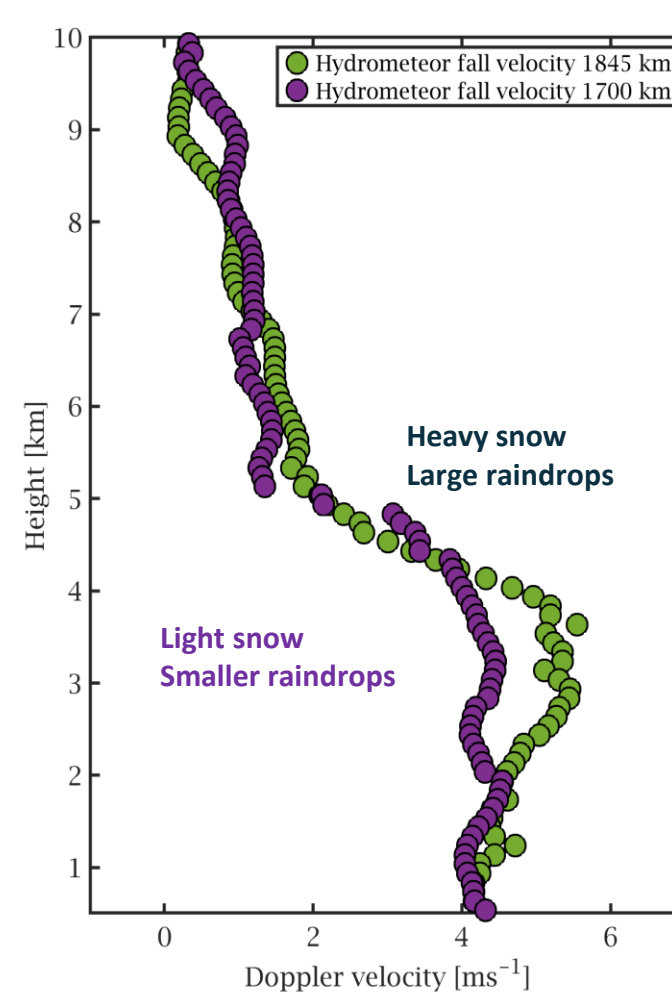 10
9
8
7
6
5
4
3
2
1
Height [km]
Hydrometeor fall velocity 1845 km
Hydrometeor fall velocity 1700 km
Heavy snow
Large raindrops
Light snow
Smaller raindrops
0 2 4 6
Doppler velocity [ms⁻¹]